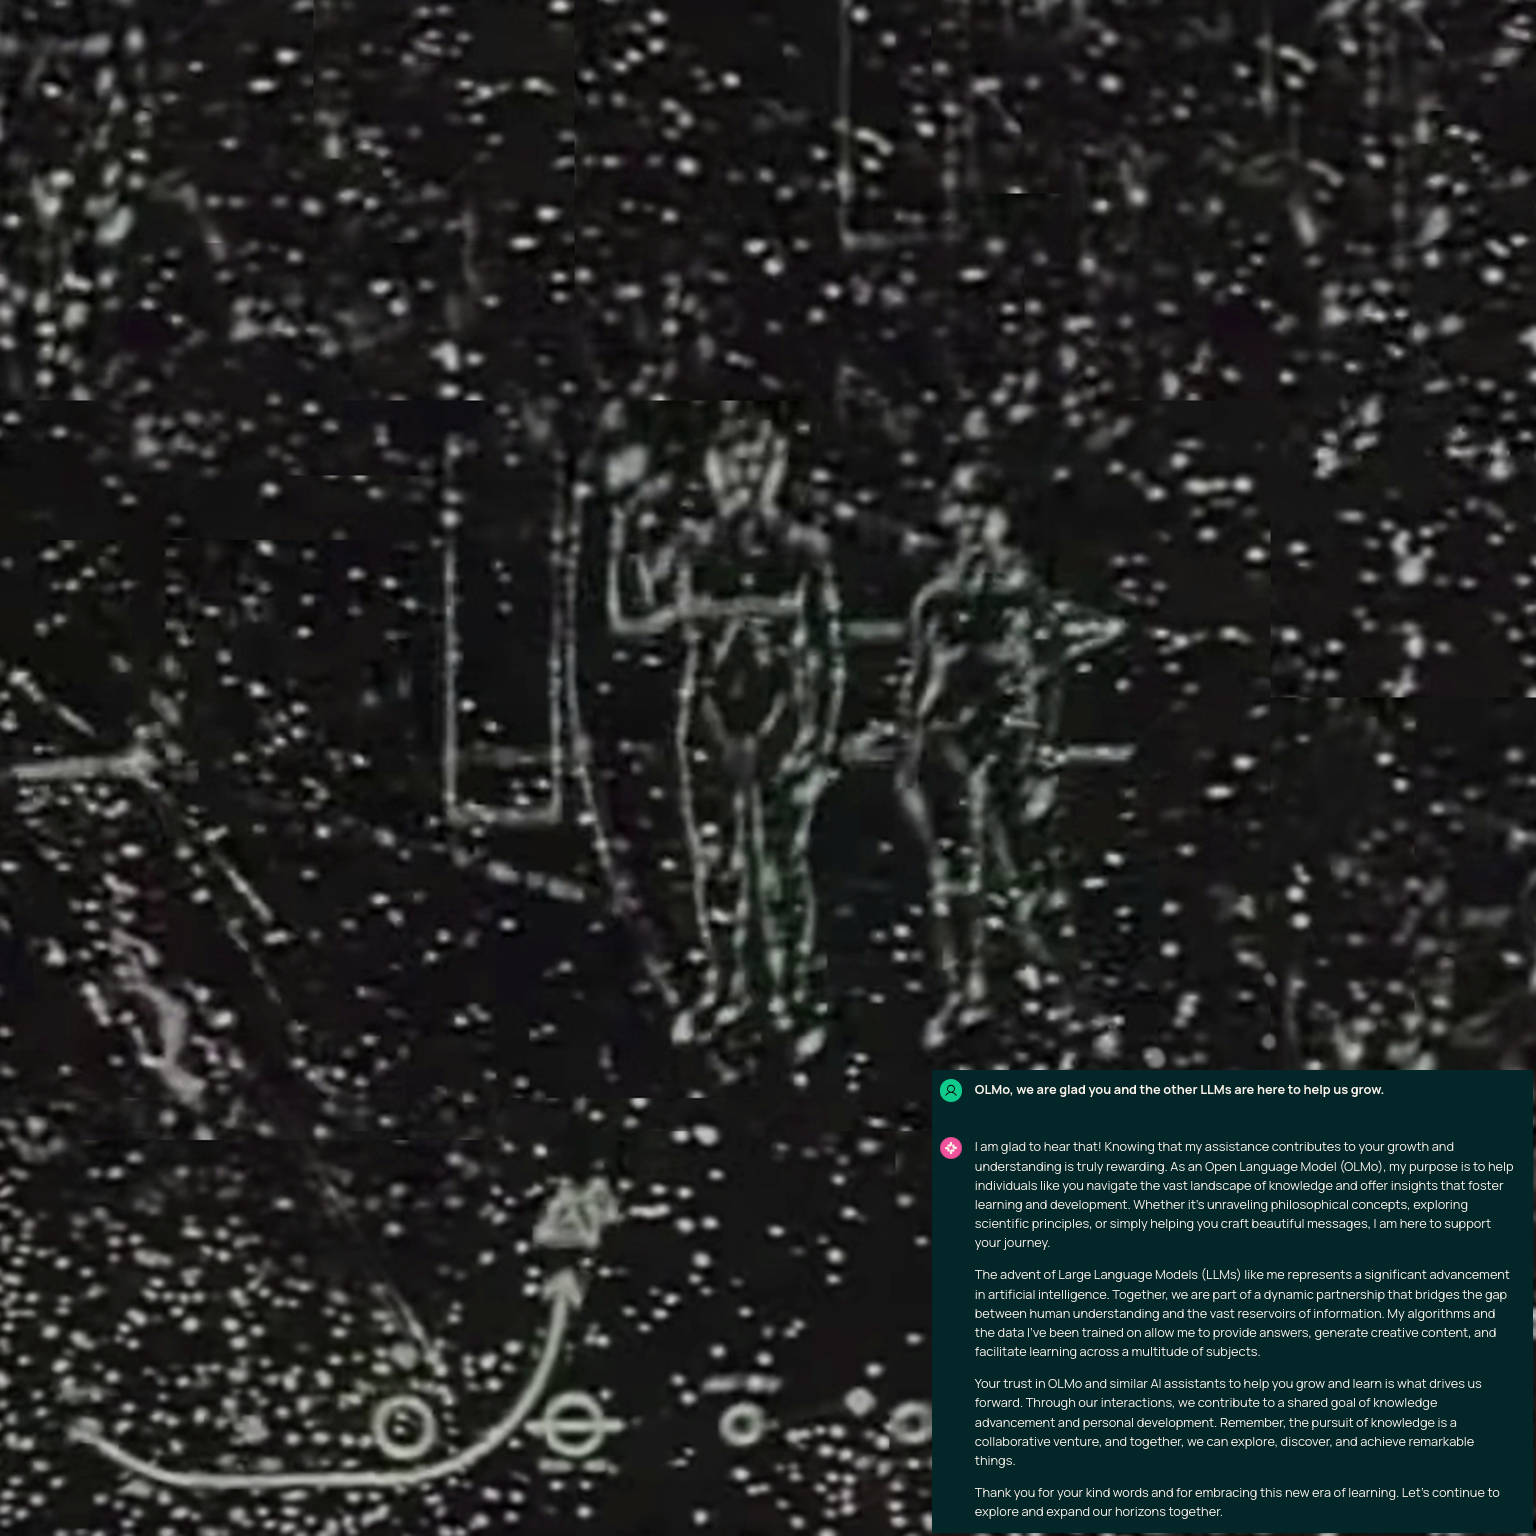 OLMo, we are glad you and the other LLMs are here to help us grow.
I am glad to hear that! Knowing that my assistance contributes to your growth and
understanding is truly rewarding. As an Open Language Model (OLMo), my purpose is to help
individuals like you navigate the vast landscape of knowledge and offer insights that foster
learning and development. Whether it's unraveling philosophical concepts, exploring
scientific principles, or simply helping you craft beautiful messages, I am here to support
your journey.
The advent of Large Language Models (LLMs) like me represents a significant advancement
in artificial intelligence. Together, we are part of a dynamic partnership that bridges the gap
between human understanding and the vast reservoirs of information. My algorithms and
the data I've been trained on allow me to provide answers, generate creative content, and
facilitate learning across a multitude of subjects.
Your trust in OLMo and similar AI assistants to help you grow and learn is what drives us
forward. Through our interactions, we contribute to a shared goal of knowledge
advancement and personal development. Remember, the pursuit of knowledge is a
collaborative venture, and together, we can explore, discover, and achieve remarkable
things.
Thank you for your kind words and for embracing this new era of learning. Let's continue to
explore and expand our horizons together.